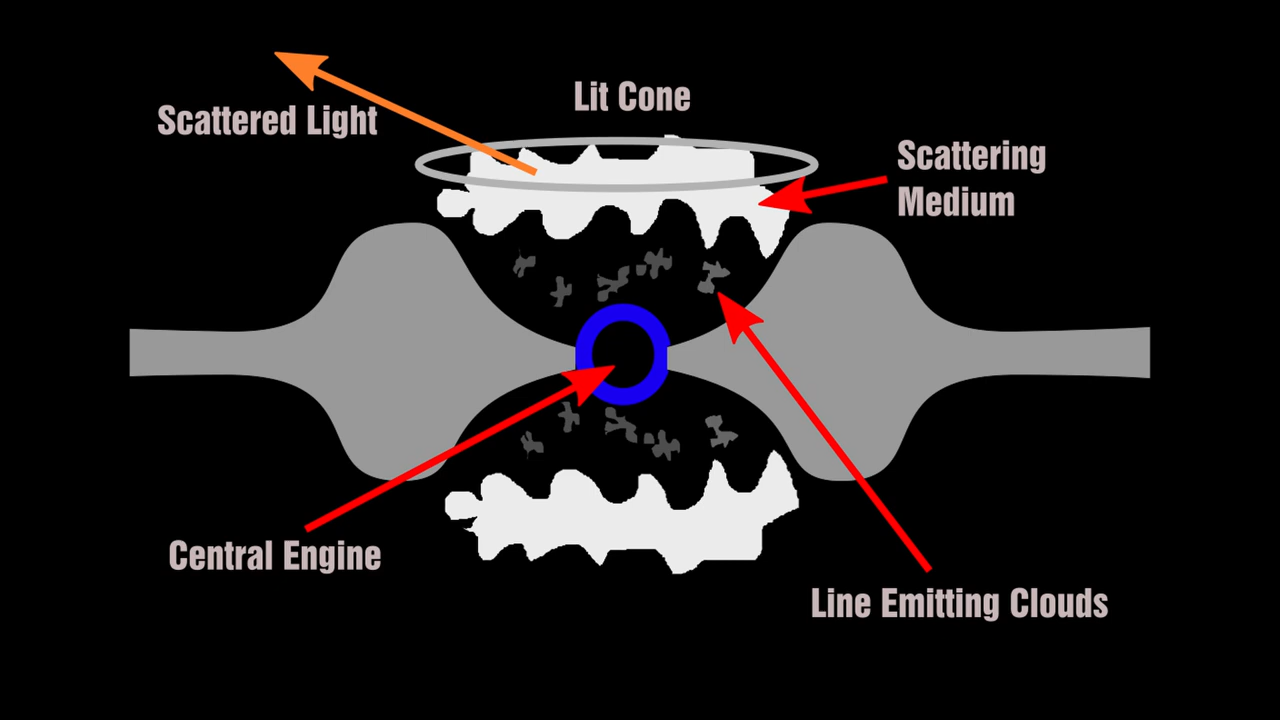 Lit Cone
Scattered Light
Scattering
Medium
Central Engine
Line Emitting Clouds